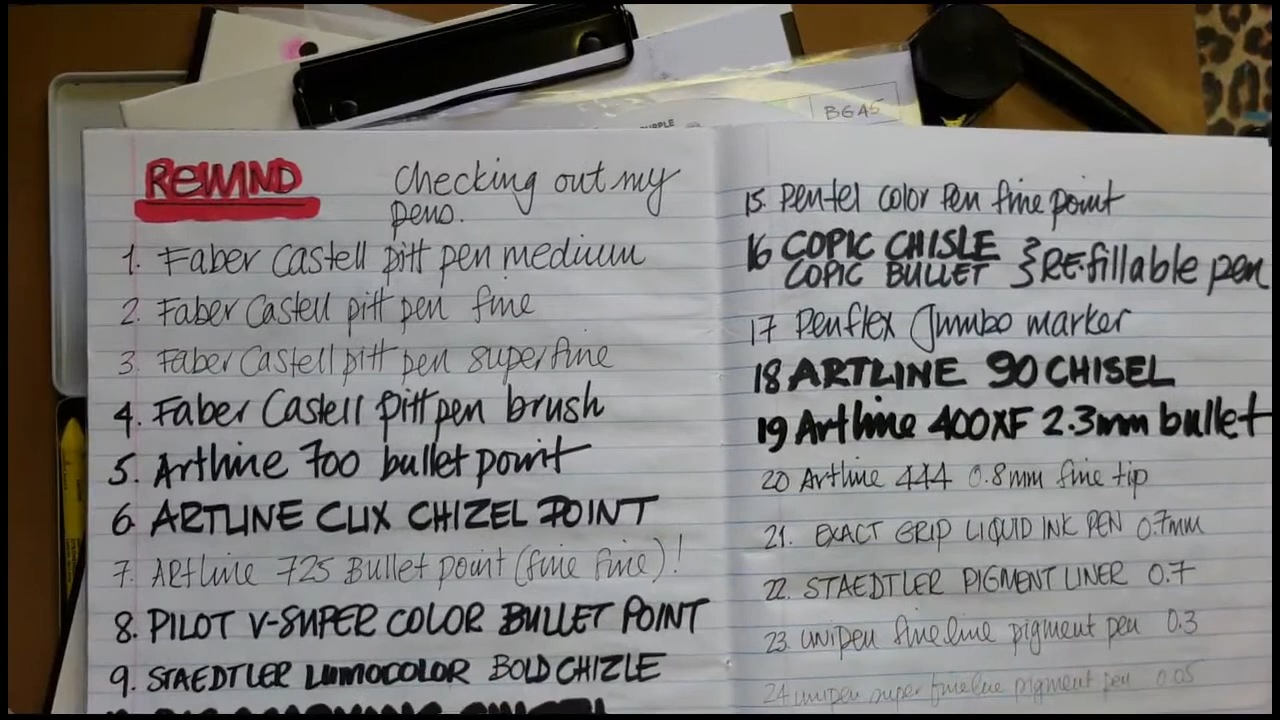 BGA5
REWIND
Checking out my
pens.
1. Faber Castell pitt pen medium
2. Faber Castell pitt pen fine
3. Faber Castell pitt pen superfine
4. Faber Castell pitt pen brush
5. Artline 700 bullet point
6. ARTLINE CLIX CHIZEL POINT
7. Artline 725 Bullet point (fine fine)!
8. PILOT V-SUPER COLOR BULLET POINT
9. STAEDTLER LUMOCOLOR BOLD CHIZLE
15. Pentel color Pen fine point
16 COPIC CHISLE
COPIC BULLET } RE.fillable pen
17 Penflex Jumbo marker
18 ARTLINE 90 CHISEL
19 Artline 400XF 2.3mm bullet
20 Artline 444 0.8mm fine tip
21. EXACT GRIP LIQUID INK PEN 0.7mm
22. STAEDTLER PIGMENT LINER 0.7
23. unipen fineline pigment pen 0.3
24 unipen super fineline pigment pen 0.05